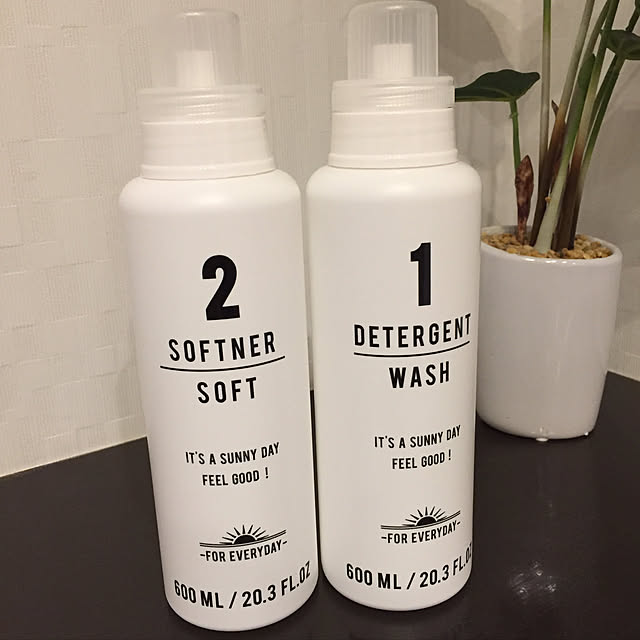 2
SOFTNER
SOFT
IT'S A SUNNY DAY
FEEL GOOD !
-FOR EVERYDAY-
600 ML / 20.3 FL.OZ
1
DETERGENT
WASH
IT'S A SUNNY DAY
FEEL GOOD !
-FOR EVERYDAY-
600 ML / 20.3 FL.OZ